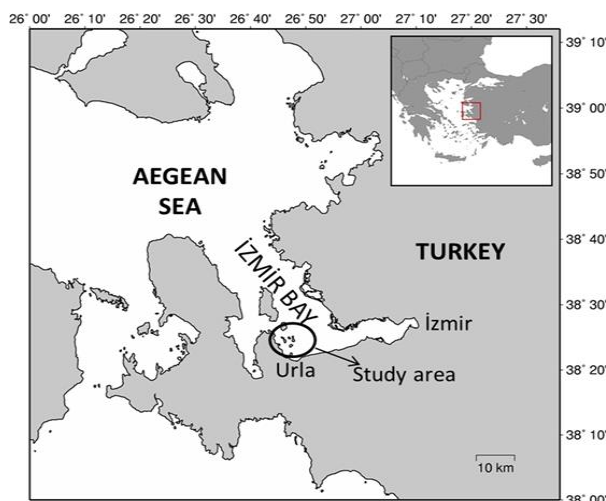 26 00' 26 10' 26 20' 26 30' 26 40' 26 50' 27 00' 27 10' 27 20' 27 30'
39 10'
39 00'
38 50'
AEGEAN
SEA
38 40'
TURKEY
İZMİR BAY
38 30'
İzmir
Urla
Study area
38 20'
38 10'
10 km
38 00'